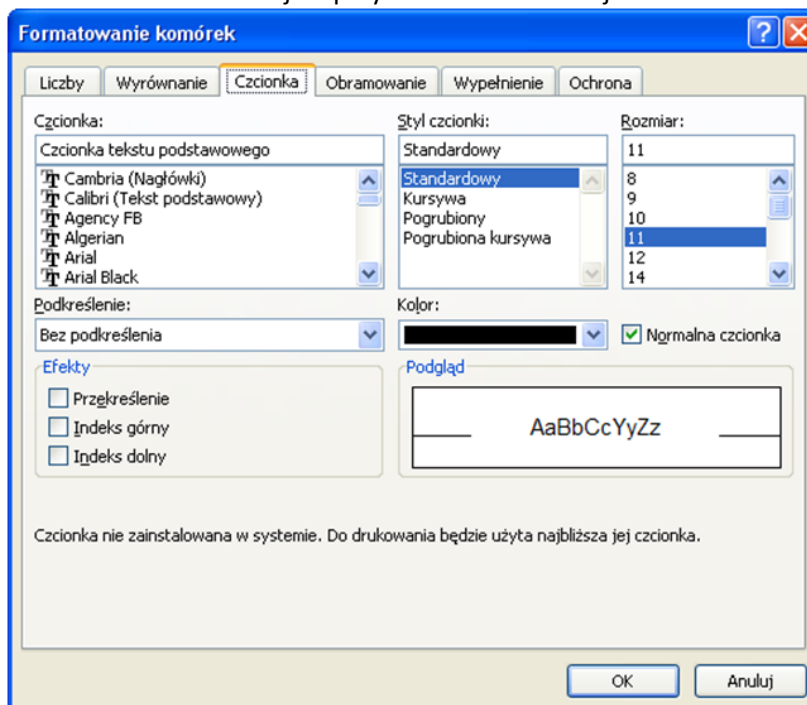 Formatowanie komórek
Liczby Wyrównanie Czcionka Obramowanie Wypełnienie Ochrona
Czcionka: Styl czcionki: Rozmiar:
Czcionka tekstu podstawowego Standardowy 11
Cambria (Nagłówki) Standardowy 8
Calibri (Tekst podstawowy) Kursywa 9
Agency FB Pogrubiony 10
Algerian Pogrubiona kursywa 11
Arial 12
Arial Black 14
Podkreślenie: Kolor:
Bez podkreślenia Normalna czcionka
Efekty Podgląd
Przekreślenie
Indeks górny AaBbCcYyZz
Indeks dolny
Czcionka nie zainstalowana w systemie. Do drukowania będzie użyta najbliższa jej czcionka.
OK Anuluj